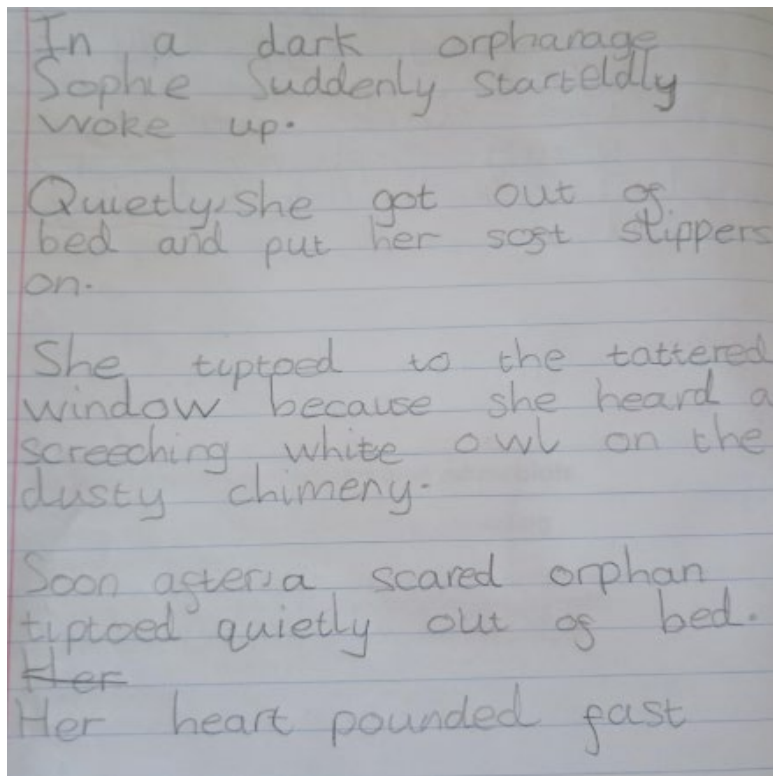 In a dark orphanage
Sophie Suddenly starteldly
woke up.
Quietly, she got out of
bed and put her soft slippers
on.
She tiptoed to the tattered
window because she heard a
screeching white owl on the
dusty chimeny.
Soon after, a scared orphan
tiptoed quietly out of bed.
Her
Her heart pounded fast